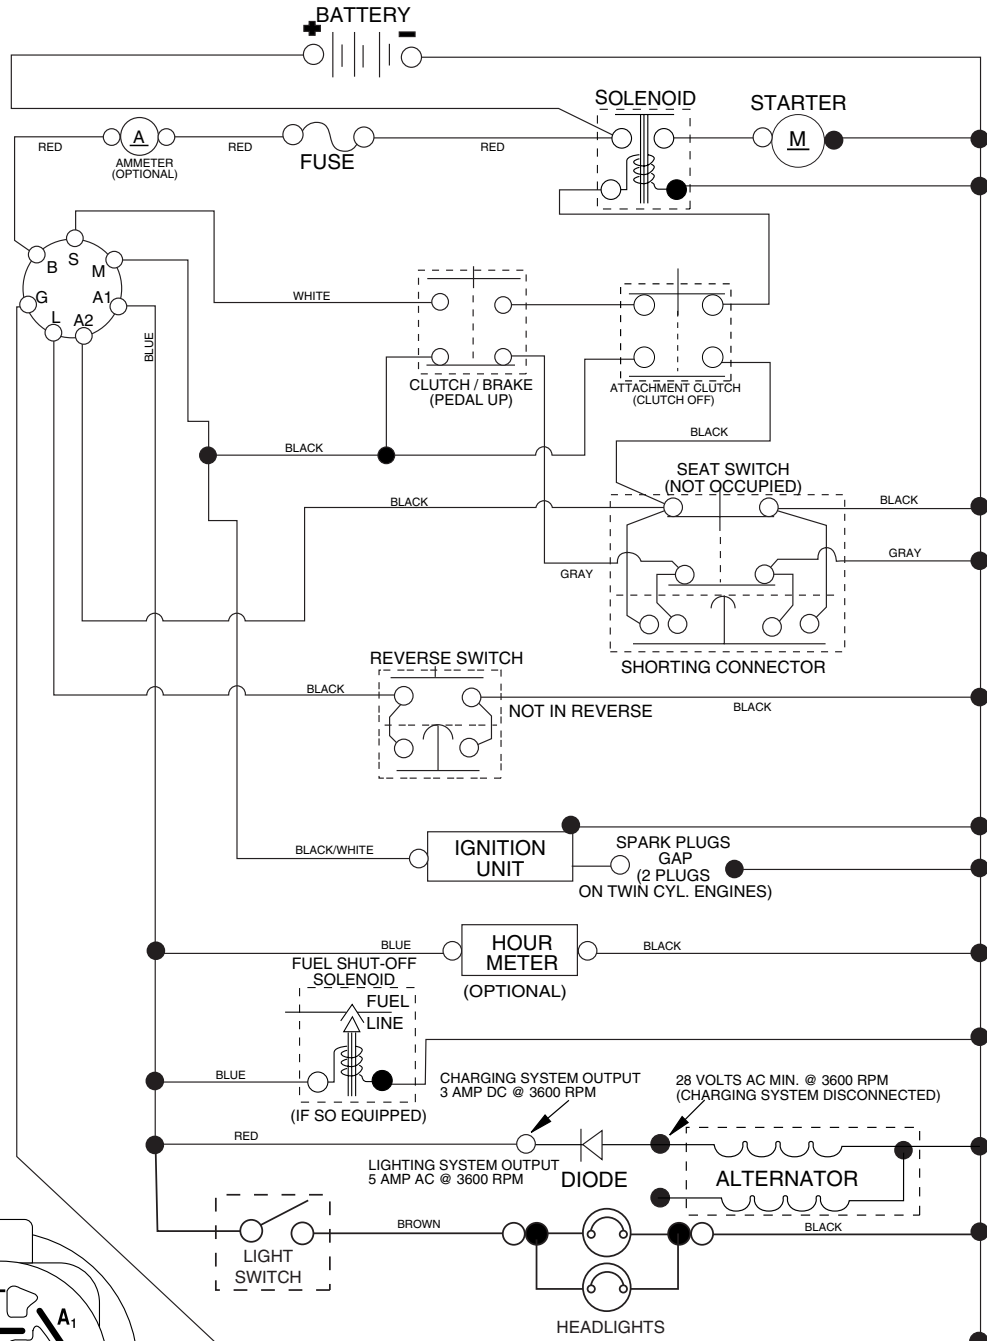 BATTERY
+ -
SOLENOID
STARTER
A
RED
RED
RED
M
FUSE
AMMETER
(OPTIONAL)
B
S
M
G
A1
L
A2
BLUE
WHITE
CLUTCH / BRAKE
(PEDAL UP)
ATTACHMENT CLUTCH
(CLUTCH OFF)
BLACK
BLACK
SEAT SWITCH
(NOT OCCUPIED)
BLACK
BLACK
GRAY
GRAY
SHORTING CONNECTOR
REVERSE SWITCH
BLACK
NOT IN REVERSE
BLACK
BLACK/WHITE
IGNITION
UNIT
SPARK PLUGS
GAP
(2 PLUGS
ON TWIN CYL. ENGINES)
BLUE
HOUR
METER
BLACK
(OPTIONAL)
FUEL SHUT-OFF
SOLENOID
FUEL
LINE
BLUE
(IF SO EQUIPPED)
CHARGING SYSTEM OUTPUT
3 AMP DC @ 3600 RPM
28 VOLTS AC MIN. @ 3600 RPM
(CHARGING SYSTEM DISCONNECTED)
RED
LIGHTING SYSTEM OUTPUT
5 AMP AC @ 3600 RPM
DIODE
ALTERNATOR
BROWN
BLACK
LIGHT
SWITCH
HEADLIGHTS
A1